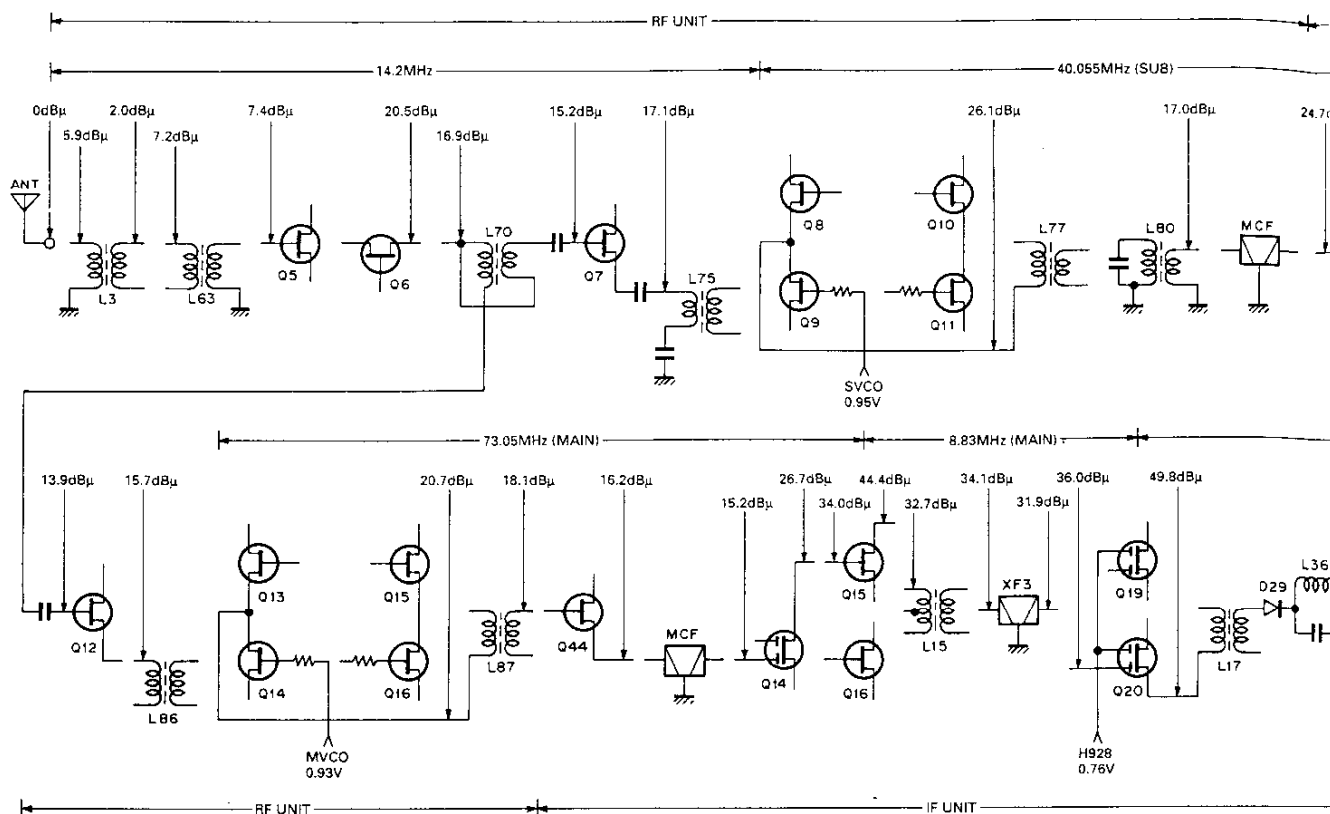 RF UNIT
14.2MHz
40.055MHz (SUB)
0dBμ
2.0dBμ
7.4dBμ
20.5dBμ
15.2dBμ
17.1dBμ
26.1dBμ
17.0dBμ
24.7d
5.9dBμ
7.2dBμ
16.9dBμ
ANT
L3
L63
Q5
Q6
L70
Q7
L75
Q8
Q9
Q10
Q11
L77
L80
MCF
SVCO
0.95V
73.05MHz (MAIN)
8.83MHz (MAIN)
13.9dBμ
15.7dBμ
20.7dBμ
18.1dBμ
16.2dBμ
15.2dBμ
26.7dBμ
34.0dBμ
44.4dBμ
32.7dBμ
34.1dBμ
31.9dBμ
36.0dBμ
49.8dBμ
Q12
L86
Q13
Q14
Q15
Q16
L87
Q44
MCF
Q14
Q15
Q16
L15
XF3
Q19
Q20
L17
D29
L36
MVCO
0.93V
H928
0.76V
RF UNIT
IF UNIT